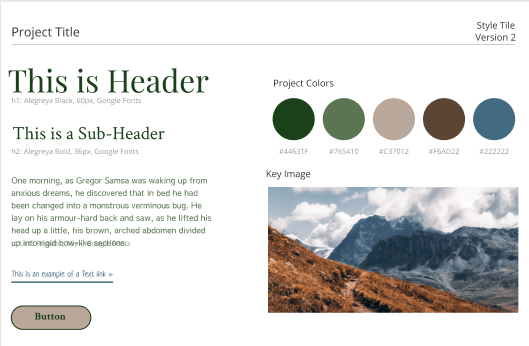 Project Title
Style Tile
Version 2
This is Header
h1: Alegreya Black, 60px, Google Fonts
This is a Sub-Header
h2: Alegreya Bold, 36px, Google Fonts
One morning, as Gregor Samsa was waking up from
anxious dreams, he discovered that in bed he had
been changed into a monstrous verminous bug. He
lay on his armour-hard back and saw, as he lifted his
head up a little, his brown, arched abdomen divided
up into rigid bow-like sections.
This is an example of a Text link »
Button
Project Colors
#44631F #765410 #C37012 #F6AD22 #222222
Key Image